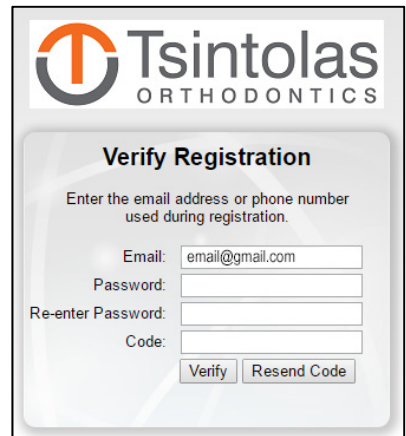 Tsintolas
ORTHODONTICS
Verify Registration
Enter the email address or phone number
used during registration.
Email: email@gmail.com
Password:
Re-enter Password:
Code:
Verify Resend Code